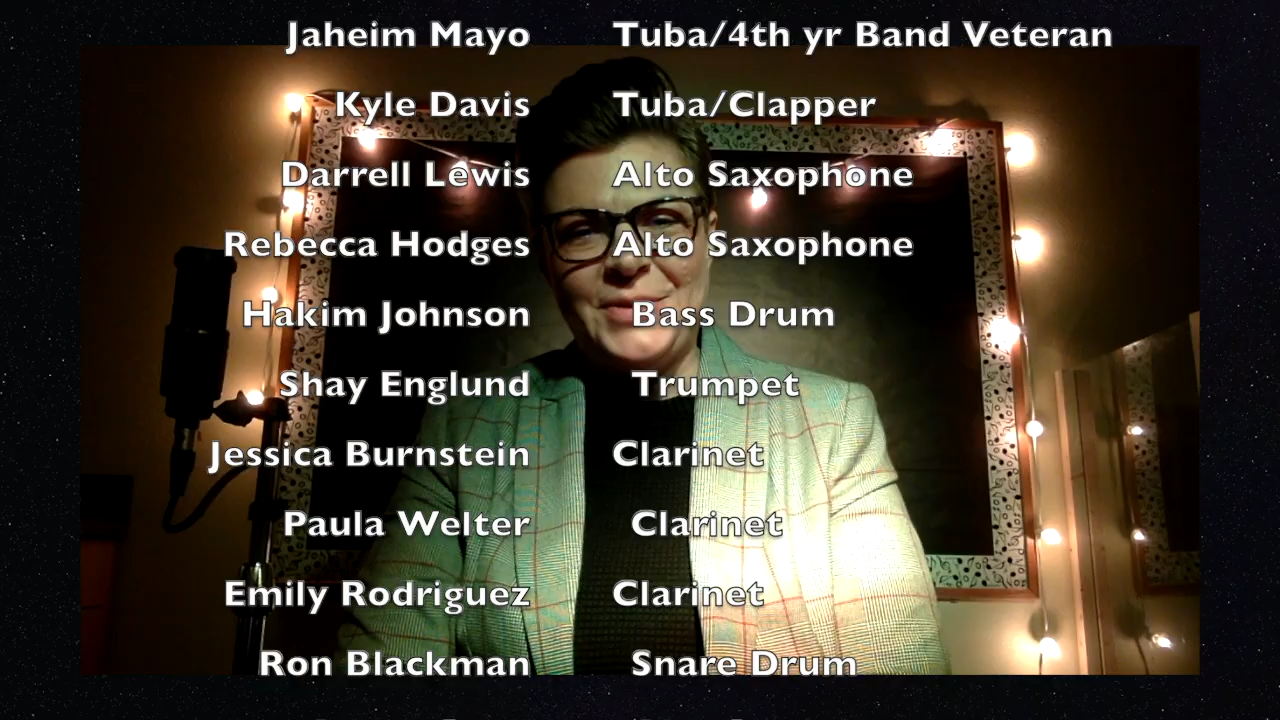 Jaheim Mayo Tuba/4th yr Band Veteran
Kyle Davis Tuba/Clapper
Darrell Lewis Alto Saxophone
Rebecca Hodges Alto Saxophone
Hakim Johnson Bass Drum
Shay Englund Trumpet
Jessica Burnstein Clarinet
Paula Welter Clarinet
Emily Rodriguez Clarinet
Ron Blackman Snare Drum